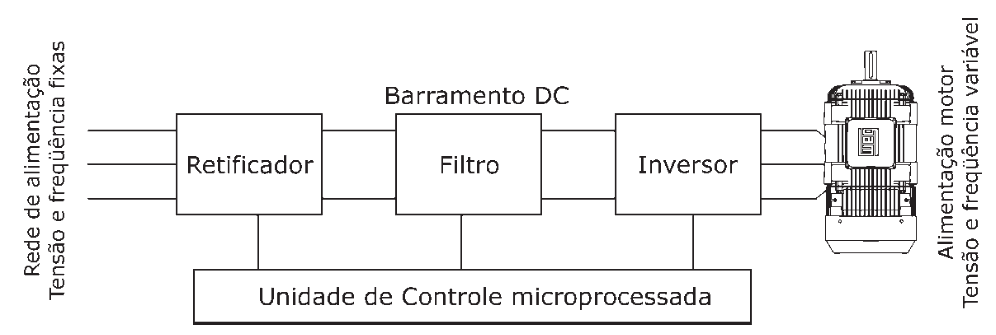 Rede de alimentação
Tensão e freqüência fixas
Barramento DC
Retificador
Filtro
Inversor
Unidade de Controle microprocessada
Alimentação motor
Tensão e freqüência variável